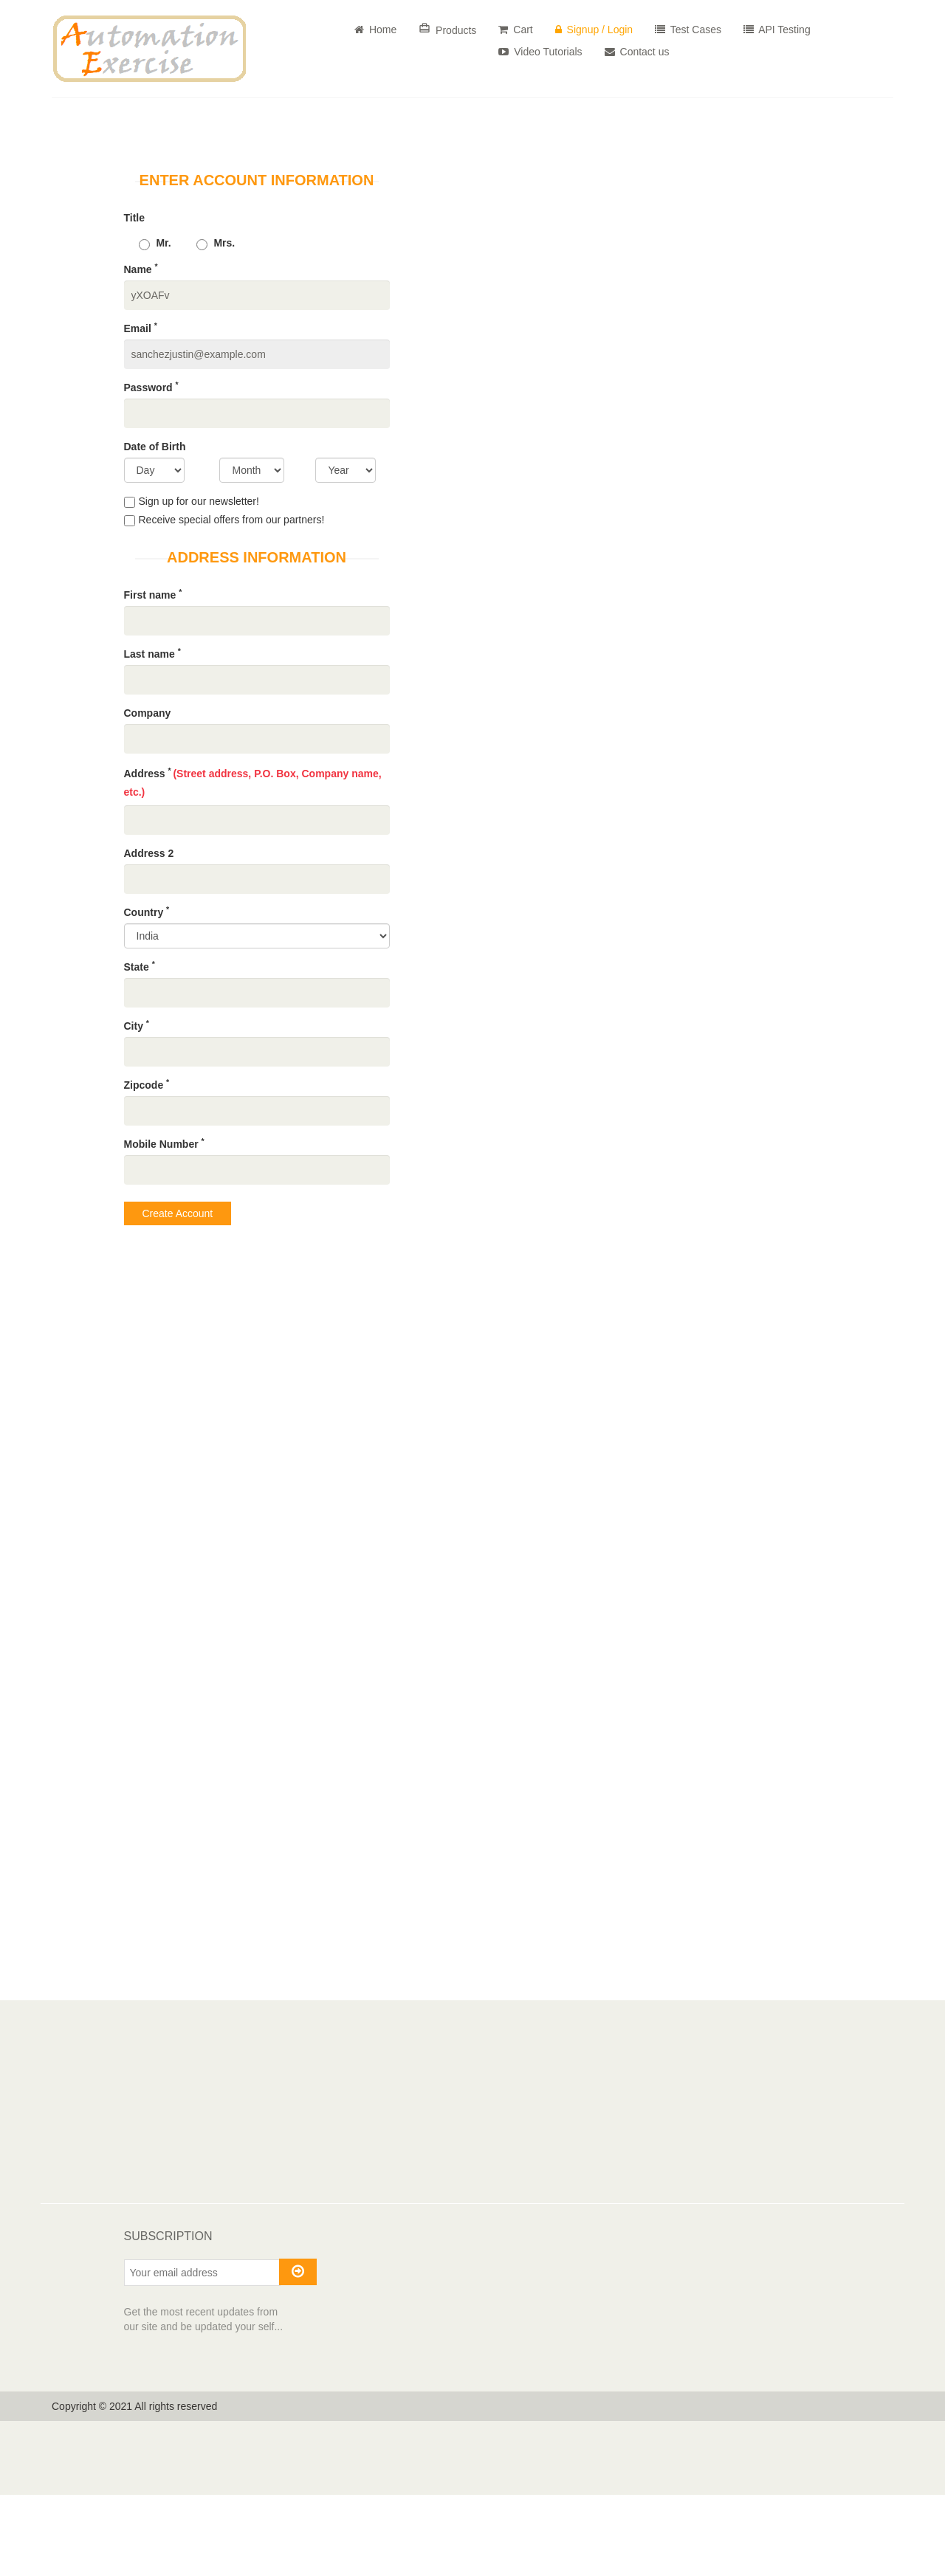 Automation
Exercise
Home Products Cart Signup / Login Test Cases API Testing
Video Tutorials Contact us
ENTER ACCOUNT INFORMATION
Title
Mr. Mrs.
Name *
yXOAFv
Email *
sanchezjustin@example.com
Password *
Date of Birth
Day Month Year
Sign up for our newsletter!
Receive special offers from our partners!
ADDRESS INFORMATION
First name *
Last name *
Company
Address * (Street address, P.O. Box, Company name,
etc.)
Address 2
Country *
India
State *
City *
Zipcode *
Mobile Number *
Create Account
SUBSCRIPTION
Your email address
Get the most recent updates from
our site and be updated your self...
Copyright © 2021 All rights reserved